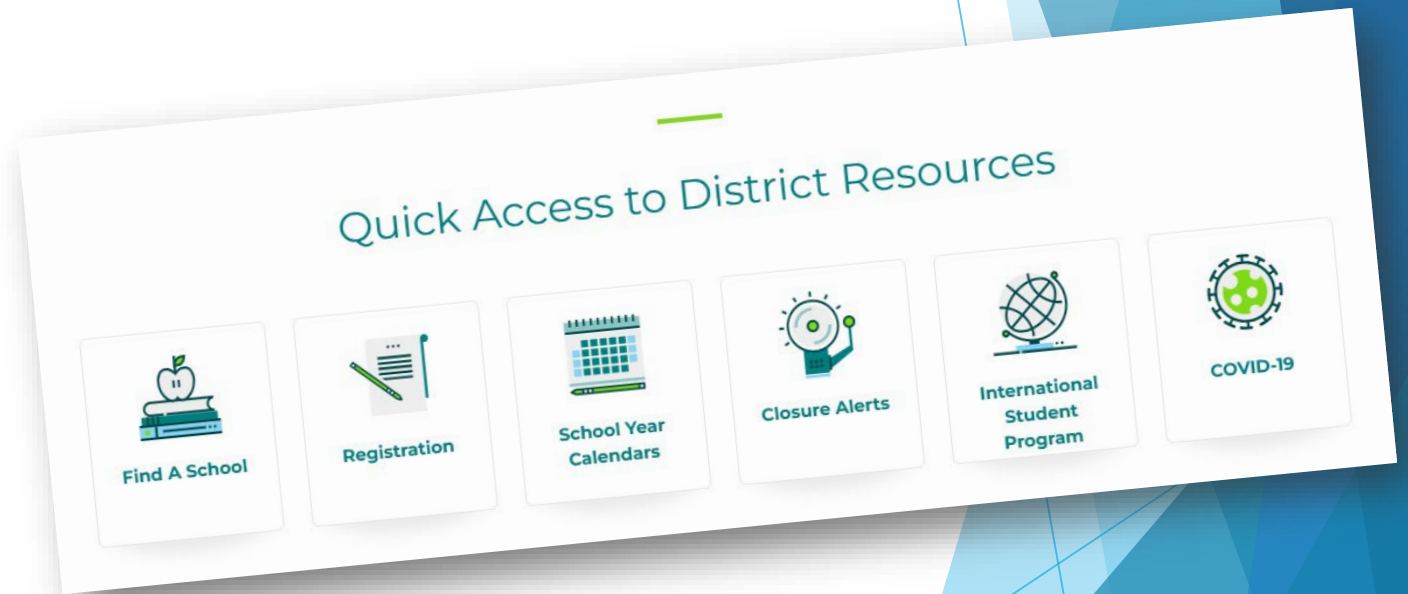 Quick Access to District Resources
Find A School
Registration
School Year
Calendars
Closure Alerts
International
Student
Program
COVID-19